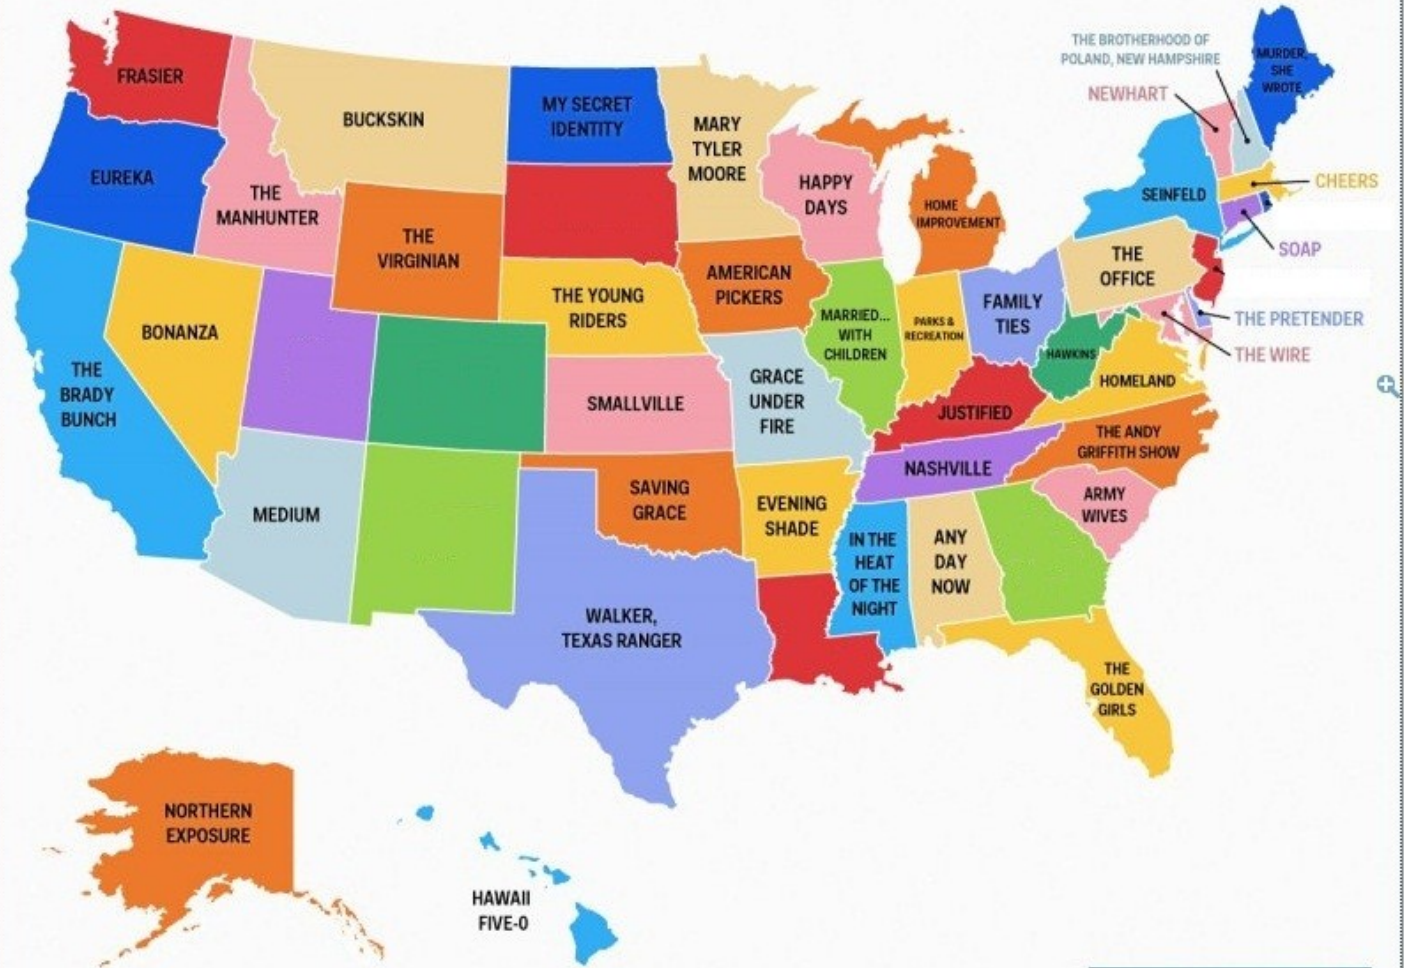 THE BROTHERHOOD OF
POLAND, NEW HAMPSHIRE
MURDER,
SHE
WROTE
NEWHART
FRASIER
BUCKSKIN
MY SECRET
IDENTITY
MARY
TYLER
MOORE
EUREKA
THE
MANHUNTER
HAPPY
DAYS
HOME
IMPROVEMENT
SEINFELD
CHEERS
SOAP
THE
VIRGINIAN
AMERICAN
PICKERS
THE
OFFICE
THE YOUNG
RIDERS
BONANZA
MARRIED...
WITH
CHILDREN
PARKS &
RECREATION
FAMILY
TIES
THE PRETENDER
THE WIRE
HAWKINS
HOMELAND
THE
BRADY
BUNCH
SMALLVILLE
GRACE
UNDER
FIRE
JUSTIFIED
THE ANDY
GRIFFITH SHOW
NASHVILLE
MEDIUM
SAVING
GRACE
EVENING
SHADE
ARMY
WIVES
IN THE
HEAT
OF THE
NIGHT
ANY
DAY
NOW
WALKER,
TEXAS RANGER
THE
GOLDEN
GIRLS
NORTHERN
EXPOSURE
HAWAII
FIVE-0